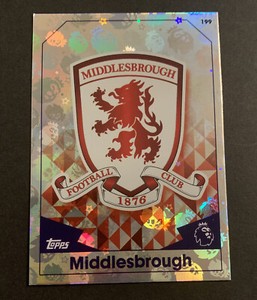 199
MIDDLESBROUGH
FOOTBALL CLUB
1876
Topps
Middlesbrough